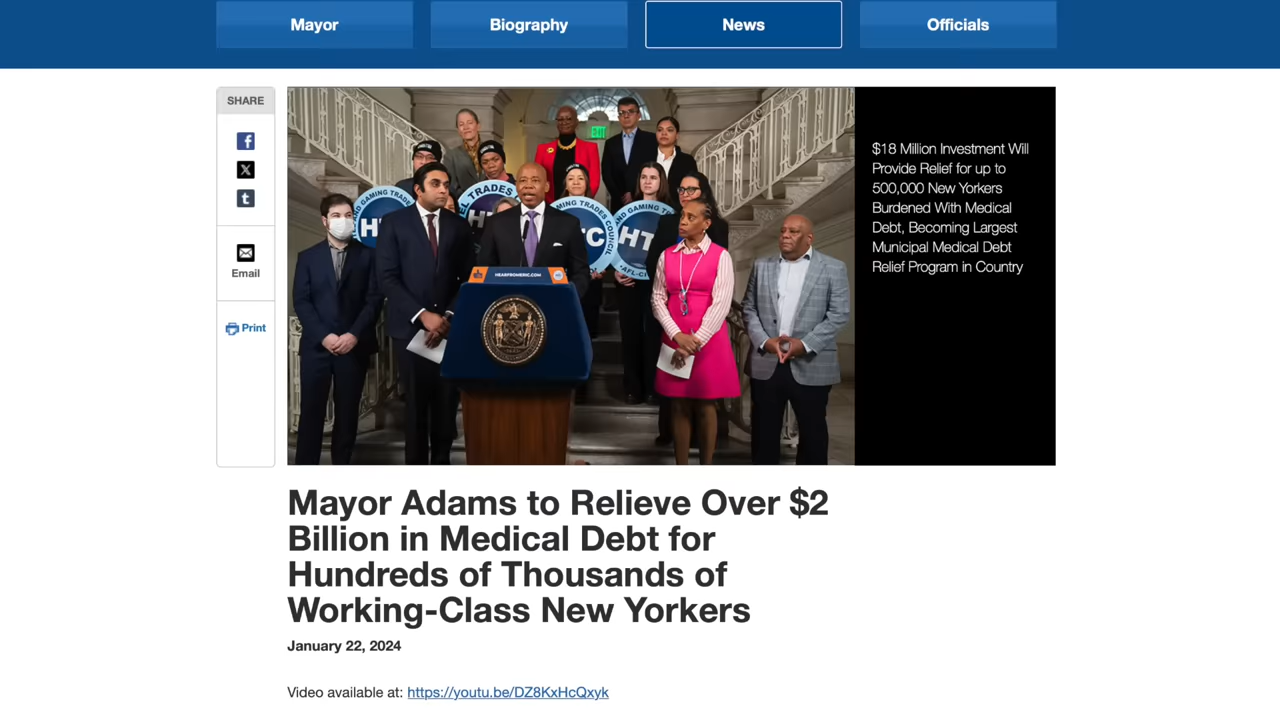 Mayor
Biography
News
Officials
SHARE
Email
Print
EXIT
HEARFROMERIC.COM
$18 Million Investment Will
Provide Relief for up to
500,000 New Yorkers
Burdened With Medical
Debt, Becoming Largest
Municipal Medical Debt
Relief Program in Country
Mayor Adams to Relieve Over $2
Billion in Medical Debt for
Hundreds of Thousands of
Working-Class New Yorkers
January 22, 2024
Video available at: https://youtu.be/DZ8KxHcQxyk